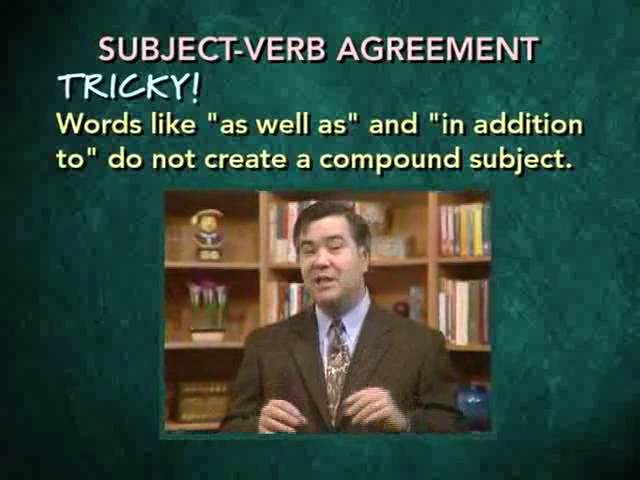 SUBJECT-VERB AGREEMENT
TRICKY!
Words like "as well as" and "in addition
to" do not create a compound subject.